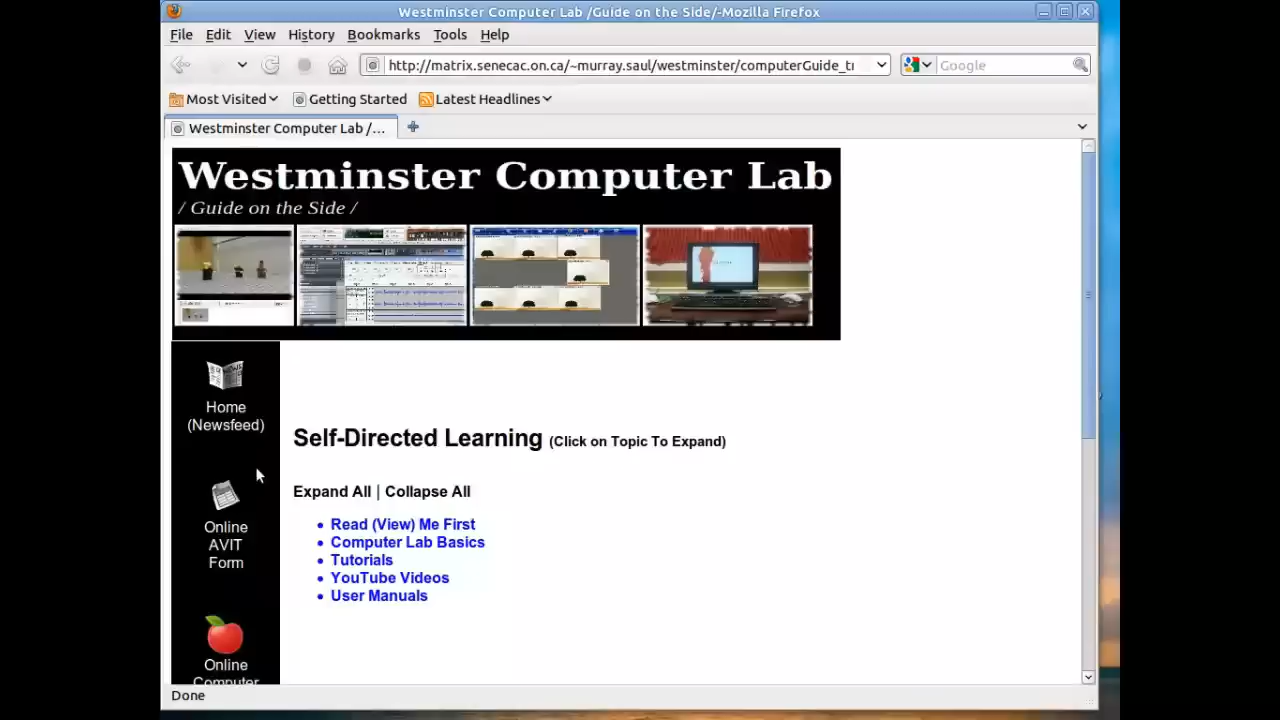 Westminster Computer Lab /Guide on the Side/-Mozilla Firefox
File Edit View History Bookmarks Tools Help
http://matrix.senecac.on.ca/~murray.saul/westminster/computerGuide_tr
Google
Most Visited Getting Started Latest Headlines
Westminster Computer Lab /...
Westminster Computer Lab
/ Guide on the Side /
Home
(Newsfeed)
Self-Directed Learning (Click on Topic To Expand)
Expand All | Collapse All
• Read (View) Me First
• Computer Lab Basics
• Tutorials
• YouTube Videos
• User Manuals
Online
AVIT
Form
Online
Computer
Done